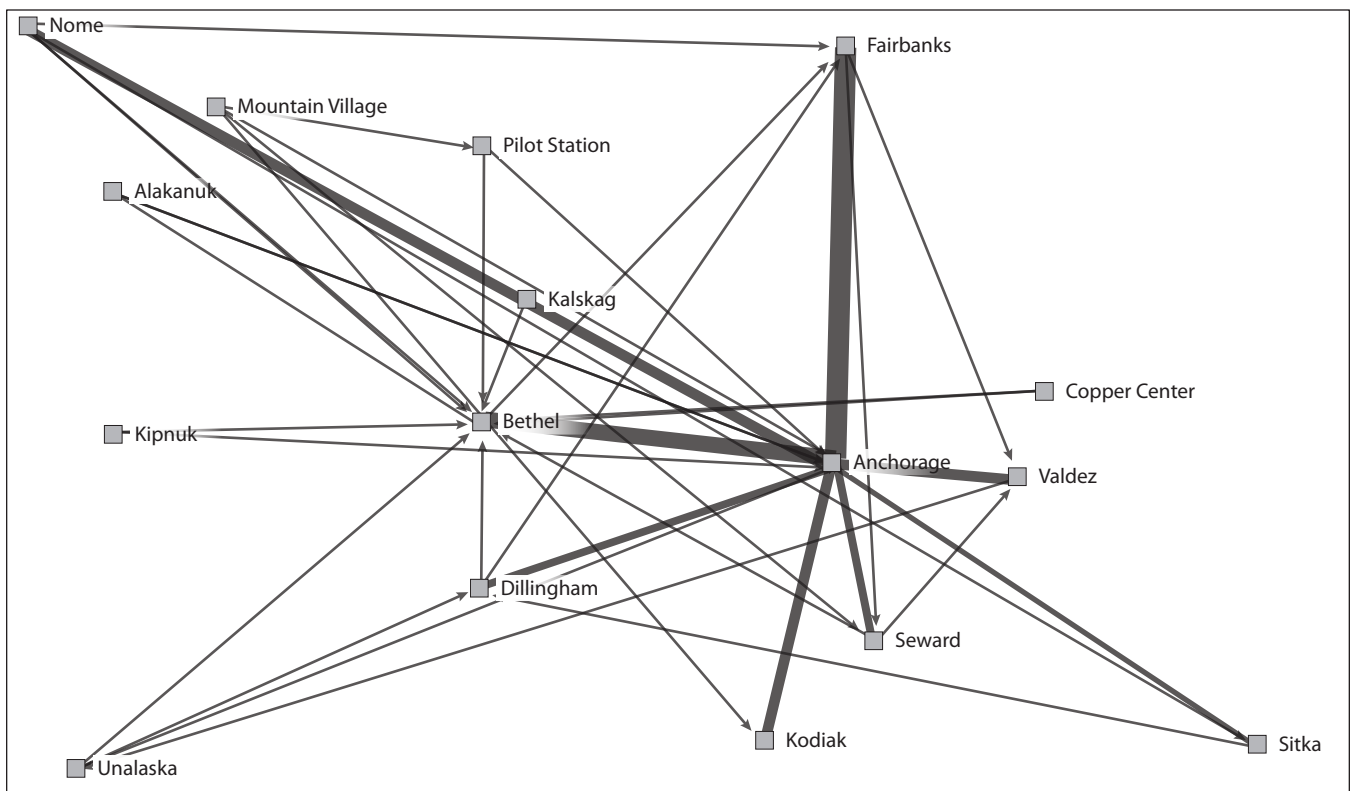 Nome
Fairbanks
Mountain Village
Pilot Station
Alakanuk
Kalskag
Copper Center
Bethel
Kipnuk
Anchorage
Valdez
Dillingham
Seward
Kodiak
Sitka
Unalaska